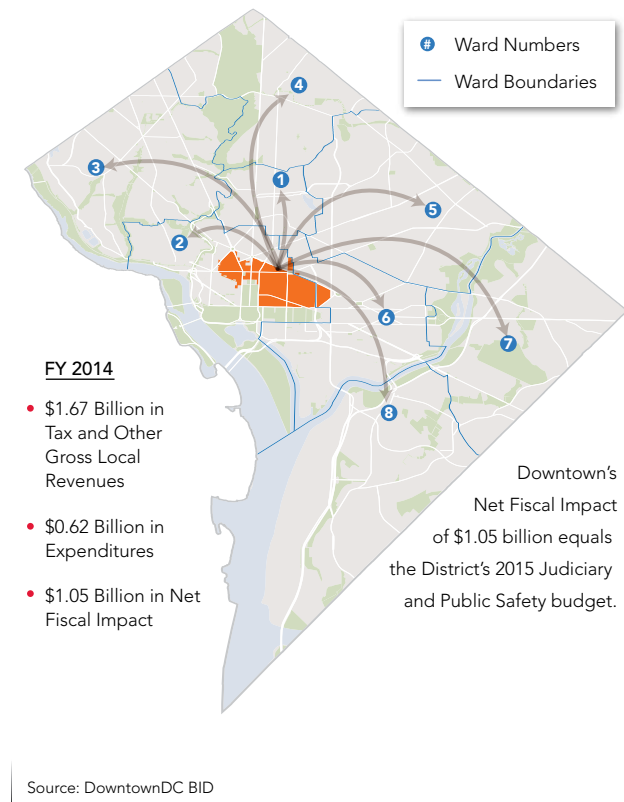 # Ward Numbers
Ward Boundaries
4
3
1
5
2
6
7
8
FY 2014
• $1.67 Billion in
Tax and Other
Gross Local
Revenues
• $0.62 Billion in
Expenditures
• $1.05 Billion in Net
Fiscal Impact
Downtown's
Net Fiscal Impact
of $1.05 billion equals
the District's 2015 Judiciary
and Public Safety budget.
Source: DowntownDC BID